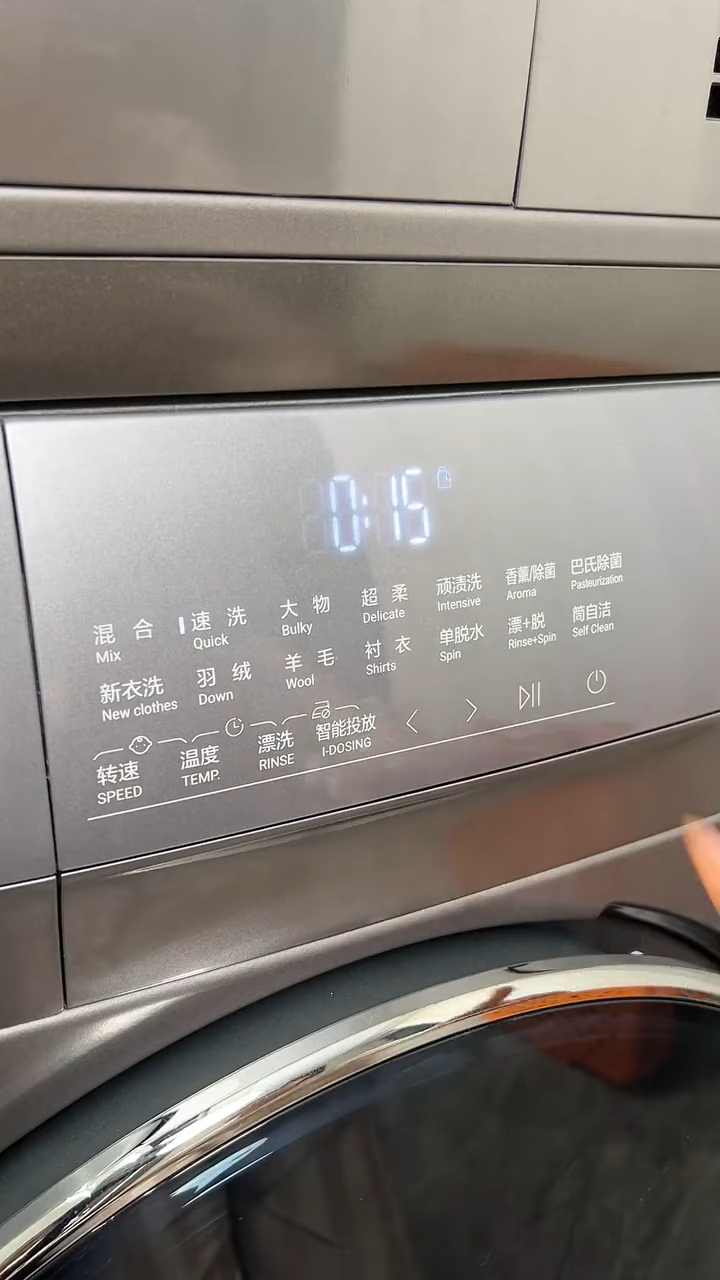 0:15
混合 速洗 大物 超柔 顽渍洗 香薰/除菌 巴氏除菌
Mix Quick Bulky Delicate Intensive Aroma Pasteurization
新衣洗 羽绒 羊毛 衬衣 单脱水 漂+脱 筒自洁
New clothes Down Wool Shirts Spin Rinse+Spin Self Clean
转速 温度 漂洗 智能投放
SPEED TEMP. RINSE I-DOSING